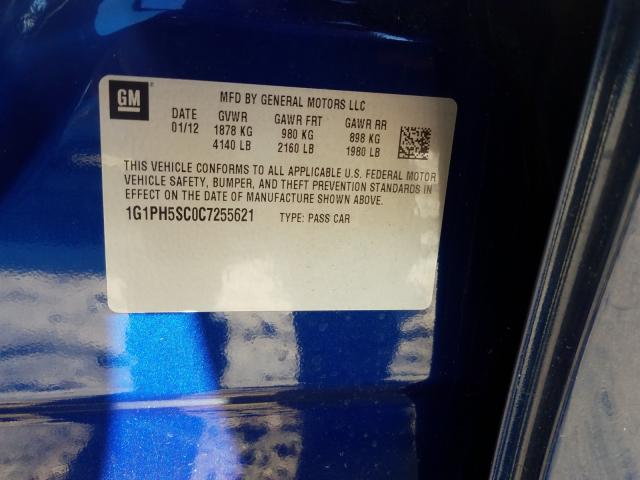 GM
MFD BY GENERAL MOTORS LLC
DATE GVWR GAWR FRT GAWR RR
01/12 1878 KG 980 KG 898 KG
4140 LB 2160 LB 1980 LB
THIS VEHICLE CONFORMS TO ALL APPLICABLE U.S. FEDERAL MOTOR
VEHICLE SAFETY, BUMPER, AND THEFT PREVENTION STANDARDS IN
EFFECT ON THE DATE OF MANUFACTURE SHOWN ABOVE.
1G1PH5SC0C7255621 TYPE: PASS CAR